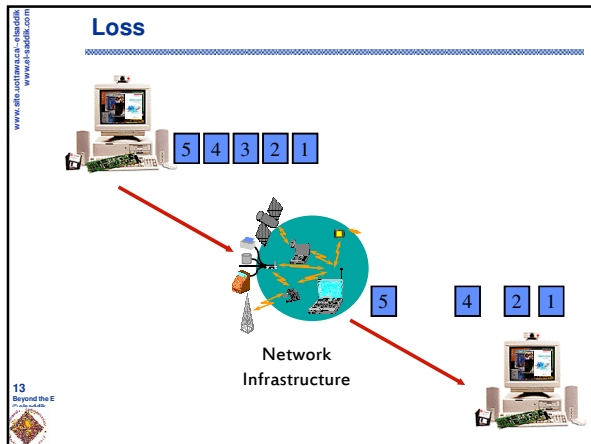 Loss
www.site.uottawa.ca/~elsaddik
www.el-saddik.com
5 4 3 2 1
5 4 2 1
Network
Infrastructure
13
Beyond the E